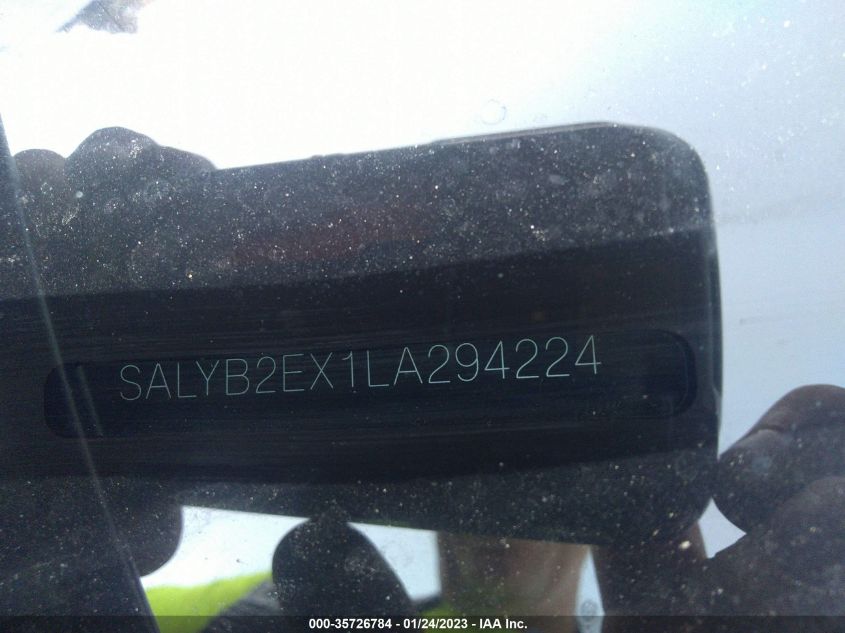 SALYB2EX1LA294224
000-35726784 - 01/24/2023 - IAA Inc.